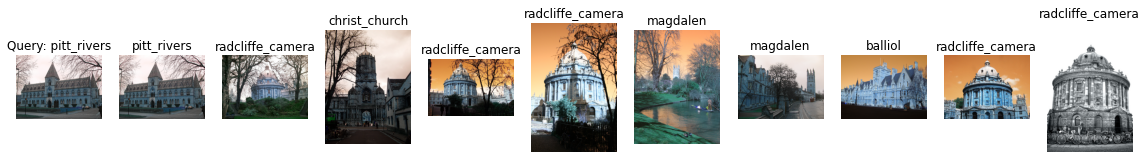 Query: pitt_rivers
pitt_rivers
radcliffe_camera
christ_church
radcliffe_camera
radcliffe_camera
magdalen
magdalen
balliol
radcliffe_camera
radcliffe_camera